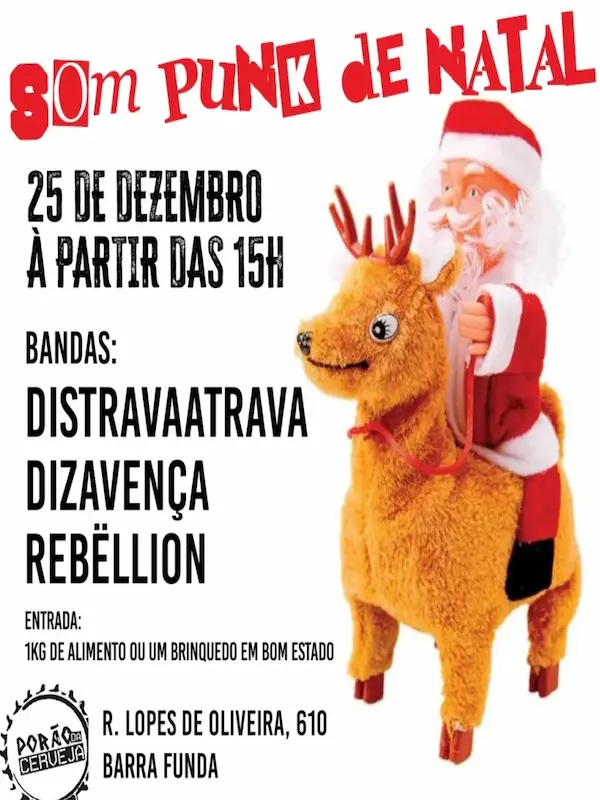 SOM PUNK DE NATAL
25 DE DEZEMBRO
À PARTIR DAS 15H
BANDAS:
DISTRAVAATRAVA
DIZAVENÇA
REBËLLION
ENTRADA:
1KG DE ALIMENTO OU UM BRINQUEDO EM BOM ESTADO
PORÃO DA
CERVEJA
R. LOPES DE OLIVEIRA, 610
BARRA FUNDA